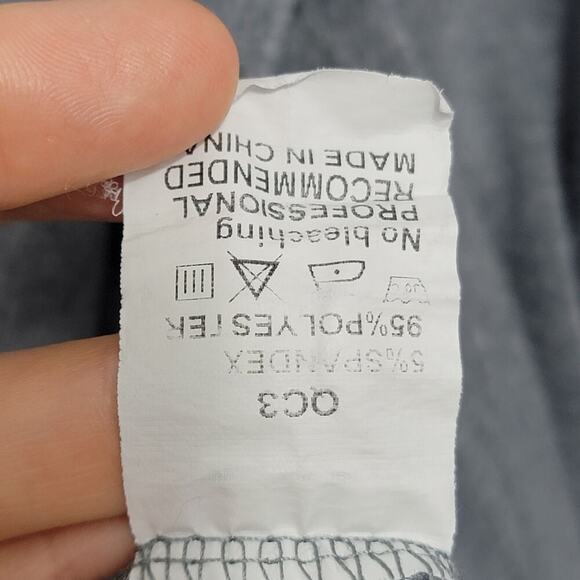 QC3
5%SPANDEX
95%POLYESTER
No bleaching
PROFESSIONAL
RECOMMENDED
MADE IN CHINA